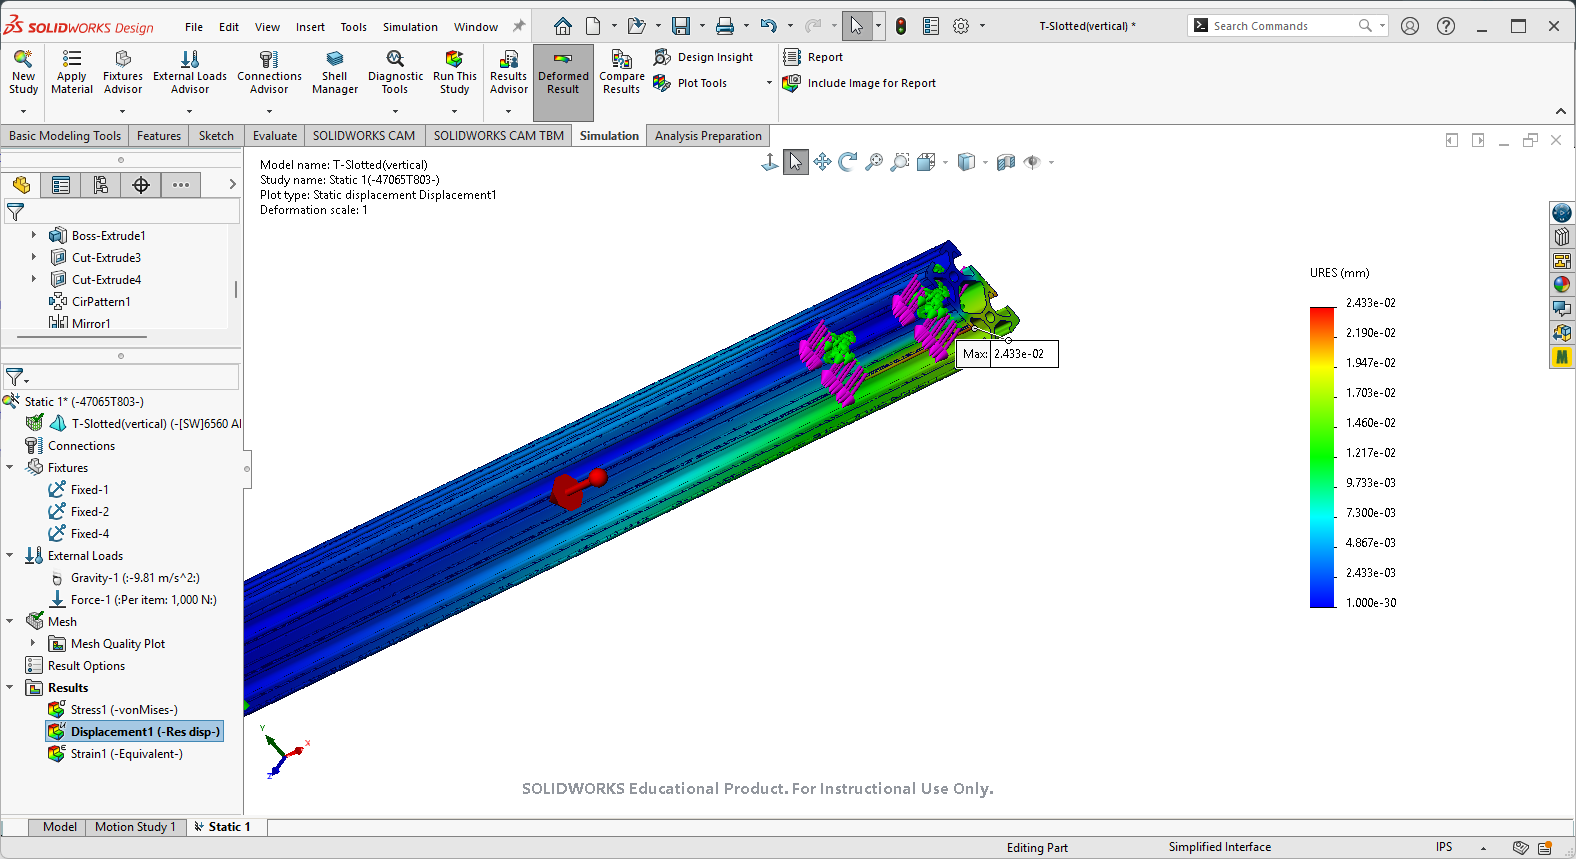 SOLIDWORKS Design File Edit View Insert Tools Simulation Window T-Slotted(vertical) * Search Commands
New Study
Apply Material
Fixtures Advisor
External Loads Advisor
Connections Advisor
Shell Manager
Diagnostic Tools
Run This Study
Results Advisor
Deformed Result
Compare Results
Design Insight
Plot Tools
Report
Include Image for Report
Basic Modeling Tools Features Sketch Evaluate SOLIDWORKS CAM SOLIDWORKS CAM TBM Simulation Analysis Preparation
Boss-Extrude1
Cut-Extrude3
Cut-Extrude4
CirPattern1
Mirror1
Static 1* (-47065T803-)
T-Slotted(vertical) (-[SW]6560 Al
Connections
Fixtures
Fixed-1
Fixed-2
Fixed-4
External Loads
Gravity-1 (:-9.81 m/s^2:)
Force-1 (:Per item: 1,000 N:)
Mesh
Mesh Quality Plot
Result Options
Results
Stress1 (-vonMises-)
Displacement1 (-Res disp-)
Strain1 (-Equivalent-)
Model name: T-Slotted(vertical)
Study name: Static 1(-47065T803-)
Plot type: Static displacement Displacement1
Deformation scale: 1
Max: 2.433e-02
URES (mm)
2.433e-02
2.190e-02
1.947e-02
1.703e-02
1.460e-02
1.217e-02
9.733e-03
7.300e-03
4.867e-03
2.433e-03
1.000e-30
M
Y
X
Z
SOLIDWORKS Educational Product. For Instructional Use Only.
Model Motion Study 1 Static 1
Editing Part Simplified Interface IPS